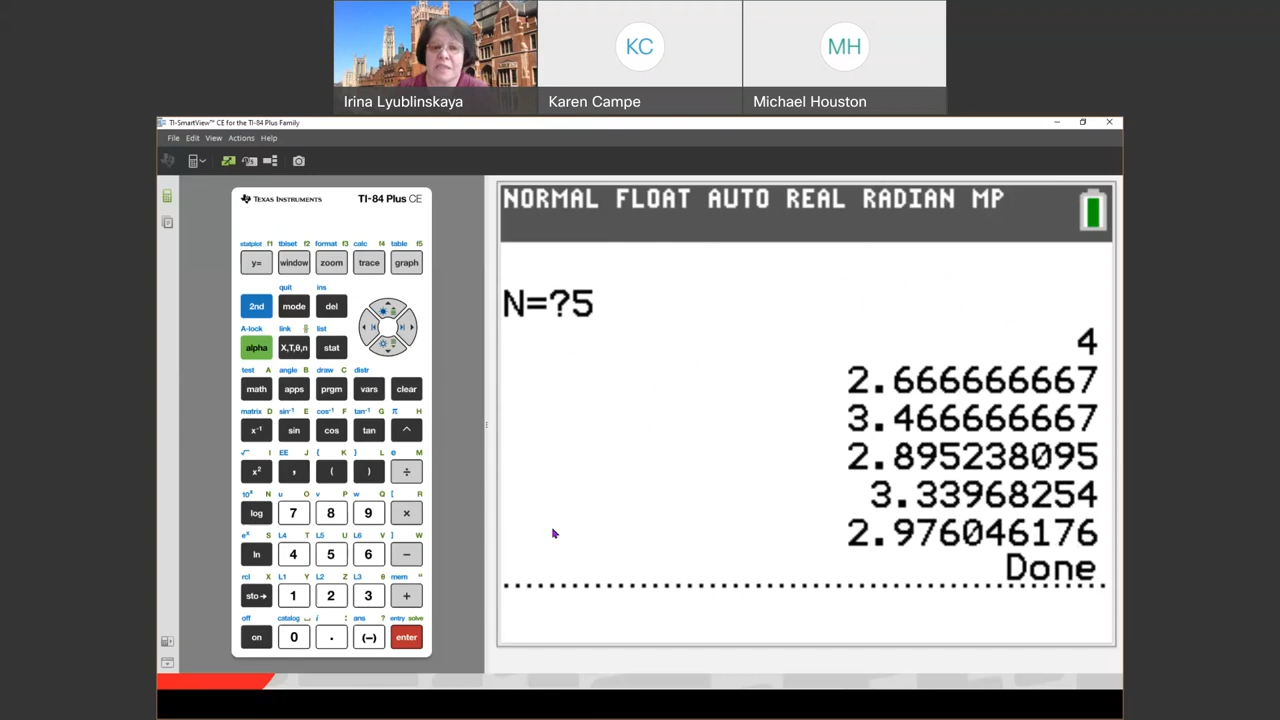 KC
MH
Irina Lyublinskaya
Karen Campe
Michael Houston
TI-SmartView™ CE for the TI-84 Plus Family
File Edit View Actions Help
TEXAS INSTRUMENTS TI-84 Plus CE
statplot f1 tblset f2 format f3 calc f4 table f5
y= window zoom trace graph
quit ins
2nd mode del
A-lock link list
alpha X,T,θ,n stat
test A angle B draw C distr
math apps prgm vars clear
matrix D sin⁻¹ E cos⁻¹ F tan⁻¹ G π H
x⁻¹ sin cos tan ^
√ I EE J { K } L e M
x² , ( ) ÷
10ˣ N u O v P w Q [ R
log 7 8 9 ×
eˣ S L4 T L5 U L6 V ] W
ln 4 5 6 −
rcl X L1 Y L2 Z L3 θ mem "
sto→ 1 2 3 +
off catalog i : ans ? entry solve
on 0 . (−) enter
NORMAL FLOAT AUTO REAL RADIAN MP
N=?5
4
2.666666667
3.466666667
2.895238095
3.33968254
2.976046176
Done